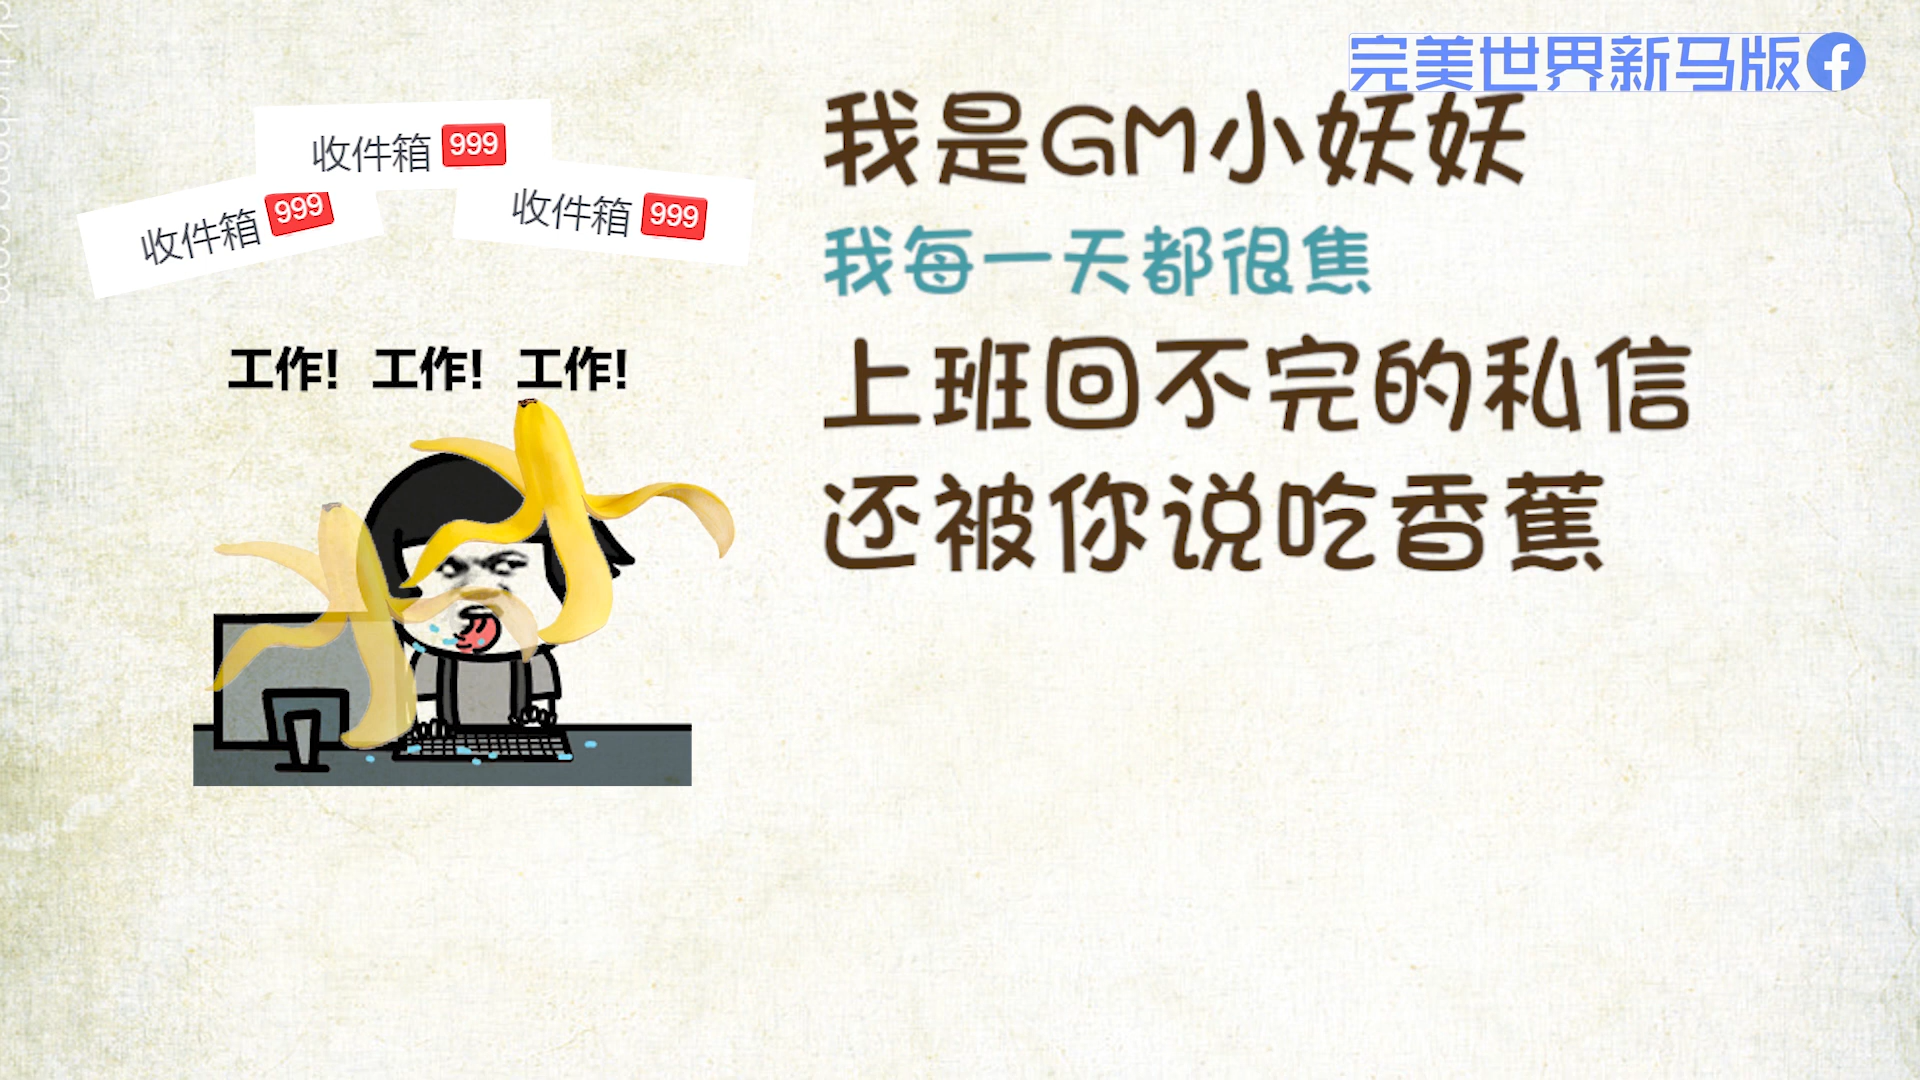 完美世界新马版
收件箱 999
收件箱 999
收件箱 999
工作! 工作! 工作!
我是GM小妖妖
我每一天都很焦
上班回不完的私信
还被你说吃香蕉